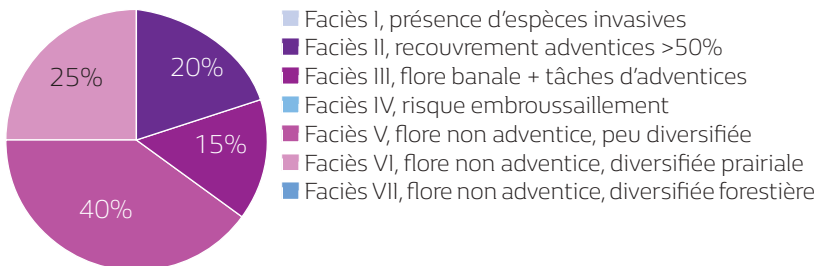 25%
20%
15%
40%
Faciès I, présence d'espèces invasives
Faciès II, recouvrement adventices >50%
Faciès III, flore banale + tâches d'adventices
Faciès IV, risque embroussaillement
Faciès V, flore non adventice, peu diversifiée
Faciès VI, flore non adventice, diversifiée prairiale
Faciès VII, flore non adventice, diversifiée forestière